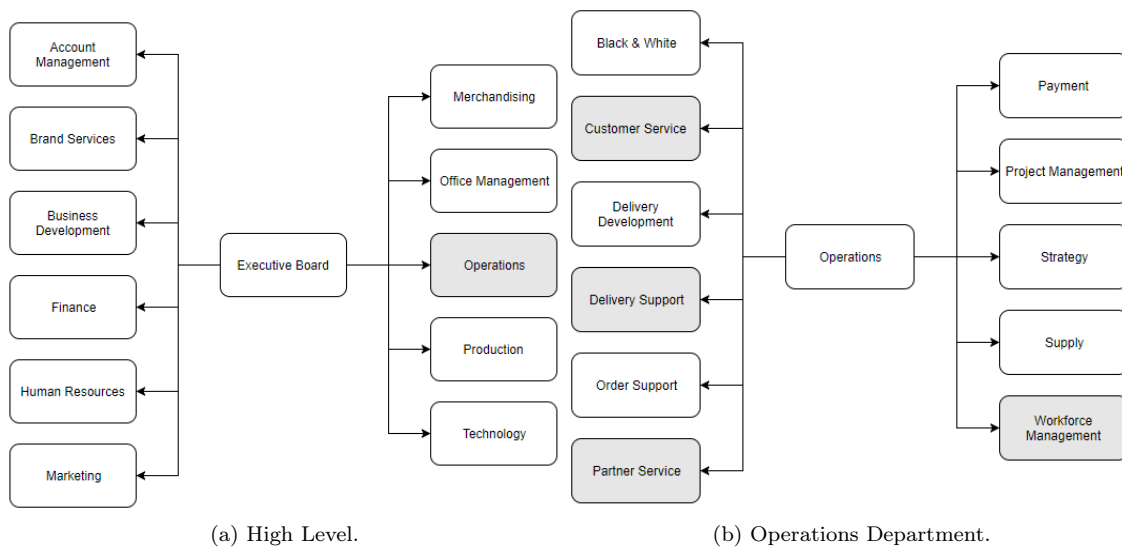 Account
Management
Brand Services
Business
Development
Finance
Human Resources
Marketing
Executive Board
Merchandising
Office Management
Operations
Production
Technology
(a) High Level.
Black & White
Customer Service
Delivery
Development
Delivery Support
Order Support
Partner Service
Operations
Payment
Project Management
Strategy
Supply
Workforce
Management
(b) Operations Department.